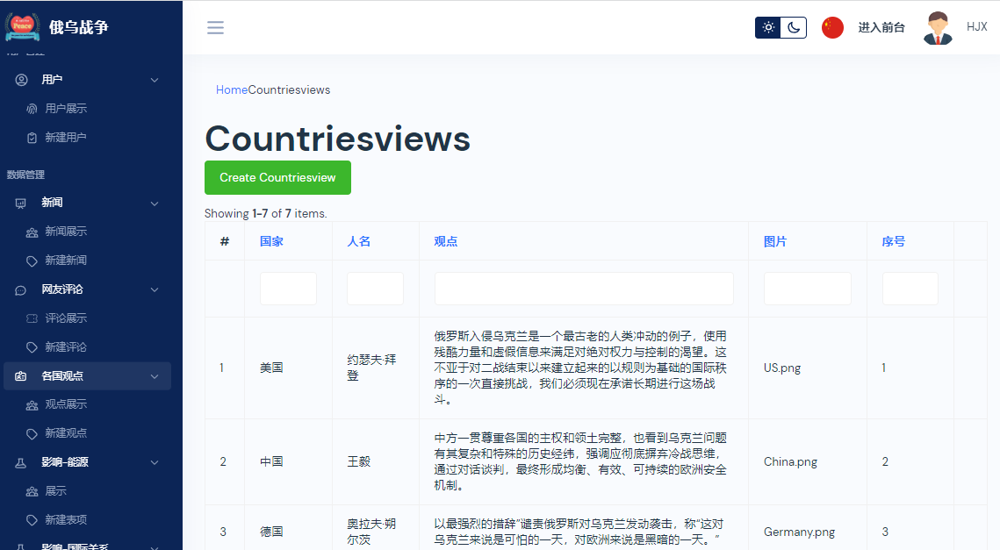 Peace
俄乌战争
进入前台
HJX
用户
用户展示
新建用户
数据管理
新闻
新闻展示
新建新闻
网友评论
评论展示
新建评论
各国观点
观点展示
新建观点
影响-能源
展示
新建表项
影响-国际关系
HomeCountriesviews
Countriesviews
Create Countriesview
Showing 1-7 of 7 items.
# 国家 人名 观点 图片 序号
1 美国 约瑟夫·拜登 俄罗斯入侵乌克兰是一个最古老的人类冲动的例子，使用
残酷力量和虚假信息来满足对绝对权力与控制的渴望。这
不亚于对二战结束以来建立起来的以规则为基础的国际秩
序的一次直接挑战，我们必须现在承诺长期进行这场战
斗。 US.png 1
2 中国 王毅 中方一贯尊重各国的主权和领土完整，也看到乌克兰问题
有其复杂和特殊的历史经纬，强调应彻底摒弃冷战思维，
通过对话谈判，最终形成均衡、有效、可持续的欧洲安全
机制。 China.png 2
3 德国 奥拉夫·朔尔茨 以最强烈的措辞”谴责俄罗斯对乌克兰发动袭击，称“这对
乌克兰来说是可怕的一天，对欧洲来说是黑暗的一天。” Germany.png 3